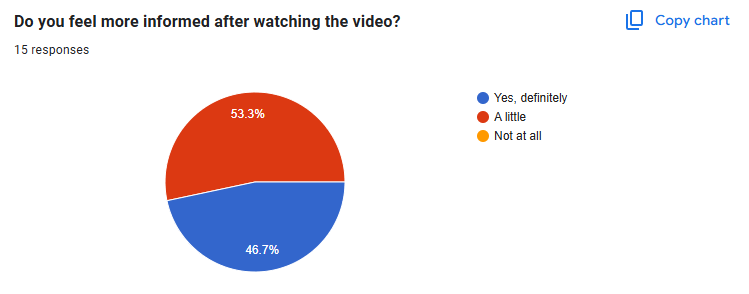 Do you feel more informed after watching the video?
Copy chart
15 responses
53.3%
46.7%
Yes, definitely
A little
Not at all